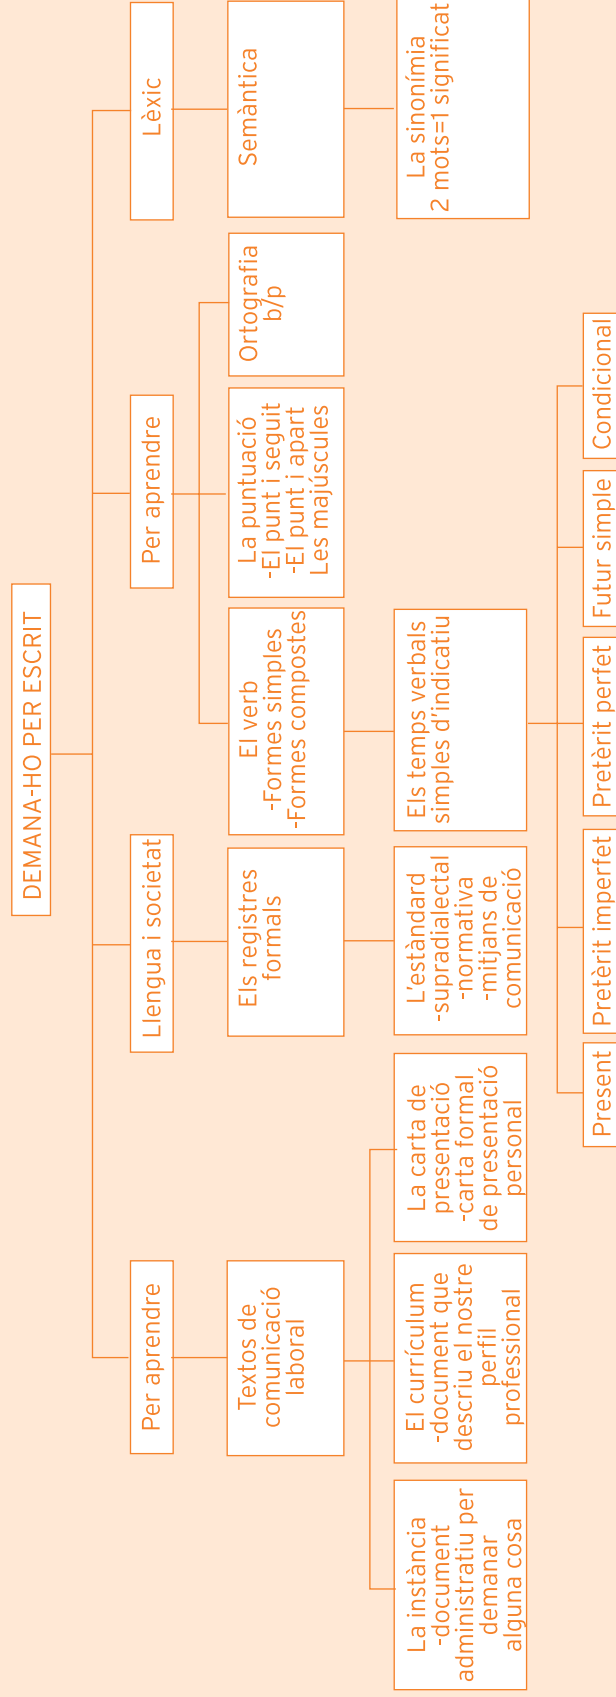 DEMANA-HO PER ESCRIT
Per aprendre
Llengua i societat
Per aprendre
Lèxic
Textos de
comunicació
laboral
Els registres
formals
El verb
-Formes simples
-Formes compostes
La puntuació
-El punt i seguit
-El punt i apart
Les majúscules
Ortografia
b/p
Semàntica
La instància
-document
administratiu per
demanar
alguna cosa
El currículum
-document que
descriu el nostre
perfil
professional
La carta de
presentació
-carta formal
de presentació
personal
L'estàndard
-supradialectal
-normativa
-mitjans de
comunicació
Els temps verbals
simples d'indicatiu
La sinonímia
2 mots=1 significat
Present
Pretèrit imperfet
Pretèrit perfet
Futur simple
Condicional